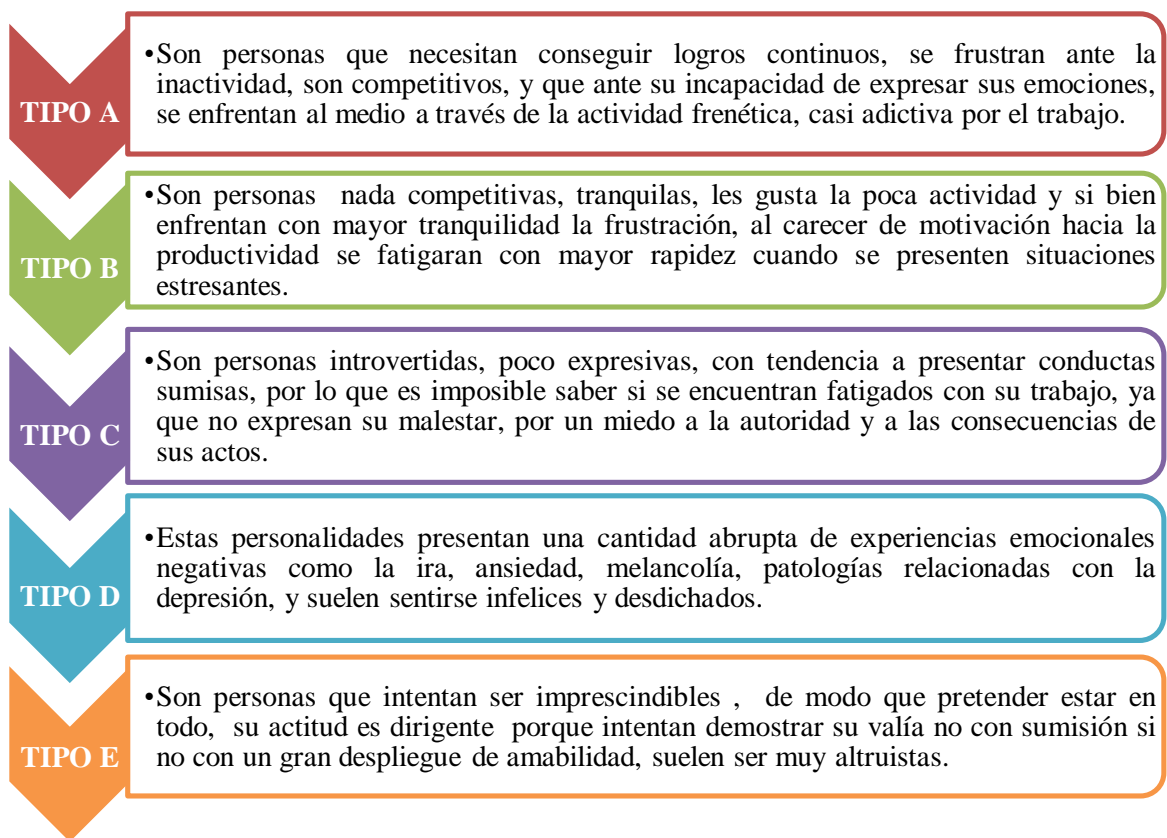 TIPO A
•Son personas que necesitan conseguir logros continuos, se frustran ante la
inactividad, son competitivos, y que ante su incapacidad de expresar sus emociones,
se enfrentan al medio a través de la actividad frenética, casi adictiva por el trabajo.
TIPO B
•Son personas nada competitivas, tranquilas, les gusta la poca actividad y si bien
enfrentan con mayor tranquilidad la frustración, al carecer de motivación hacia la
productividad se fatigaran con mayor rapidez cuando se presenten situaciones
estresantes.
TIPO C
•Son personas introvertidas, poco expresivas, con tendencia a presentar conductas
sumisas, por lo que es imposible saber si se encuentran fatigados con su trabajo, ya
que no expresan su malestar, por un miedo a la autoridad y a las consecuencias de
sus actos.
TIPO D
•Estas personalidades presentan una cantidad abrupta de experiencias emocionales
negativas como la ira, ansiedad, melancolía, patologías relacionadas con la
depresión, y suelen sentirse infelices y desdichados.
TIPO E
•Son personas que intentan ser imprescindibles , de modo que pretender estar en
todo, su actitud es dirigente porque intentan demostrar su valía no con sumisión si
no con un gran despliegue de amabilidad, suelen ser muy altruistas.